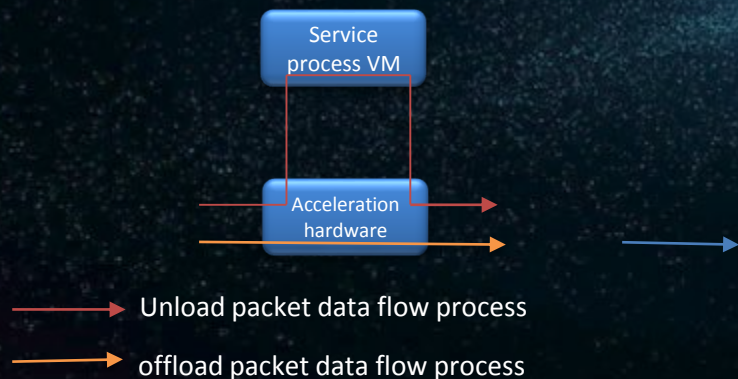 Service
process VM
Acceleration
hardware
Unload packet data flow process
offload packet data flow process